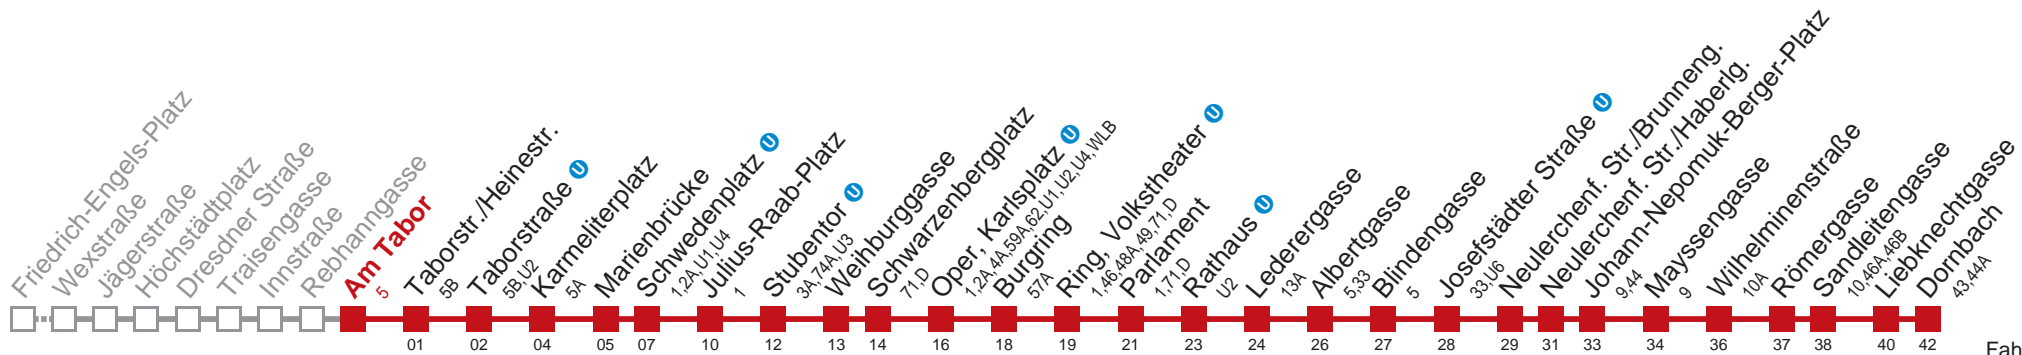 Friedrich-Engels-Platz
Wexstraße
Jägerstraße
Höchstädtplatz
Dresdner Straße
Traisengasse
Innstraße
Rebhanngasse
Am Tabor
5
Taborstr./Heinestr.
5B
Taborstraße U
5B,U2
Karmeliterplatz
5A
Marienbrücke
Schwedenplatz U
1,2A,U1,U4
Julius-Raab-Platz
1
Stubentor U
3A,74A,U3
Weihburggasse
Schwarzenbergplatz
71,D
Oper, Karlsplatz U
1,2A,4A,59A,62,U1,U2,U4,WLB
Burgring
57A
Ring, Volkstheater U
1,46,48A,49,71,D
Parlament
1,71,D
Rathaus U
U2
Lederergasse
13A
Albertgasse
5,33
Blindengasse
5
Josefstädter Straße U
33,U6
Neulerchenf. Str./Brunneng.
Neulerchenf. Str./Haberlg.
Johann-Nepomuk-Berger-Platz
9,44
Mayssengasse
9
Wilhelminenstraße
10A
Römergasse
Sandleitengasse
10,46A,46B
Liebknechtgasse
Dornbach
43,44A
01 02 04 05 07 10 12 13 14 16 18 19 21 23 24 26 27 28 29 31 33 34 36 37 38 40 42
Fah